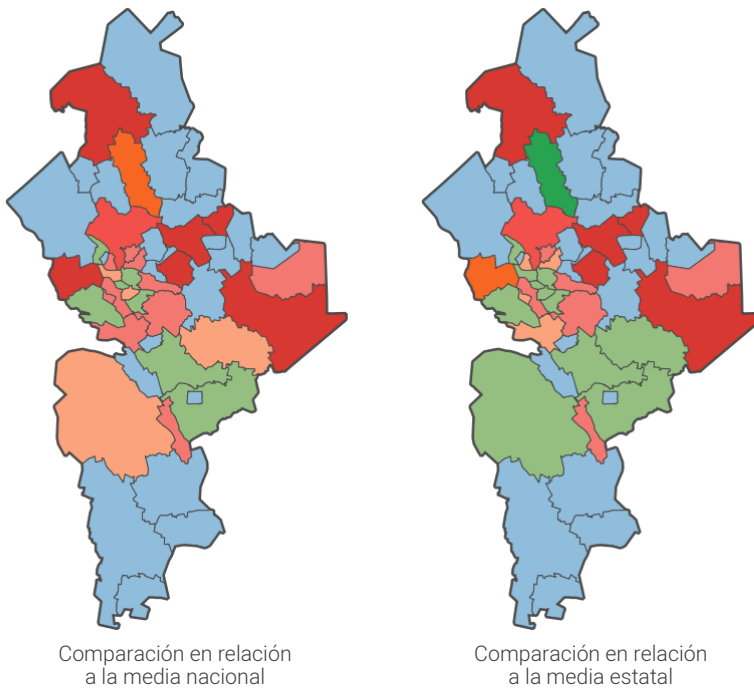 Comparación en relación
a la media nacional
Comparación en relación
a la media estatal